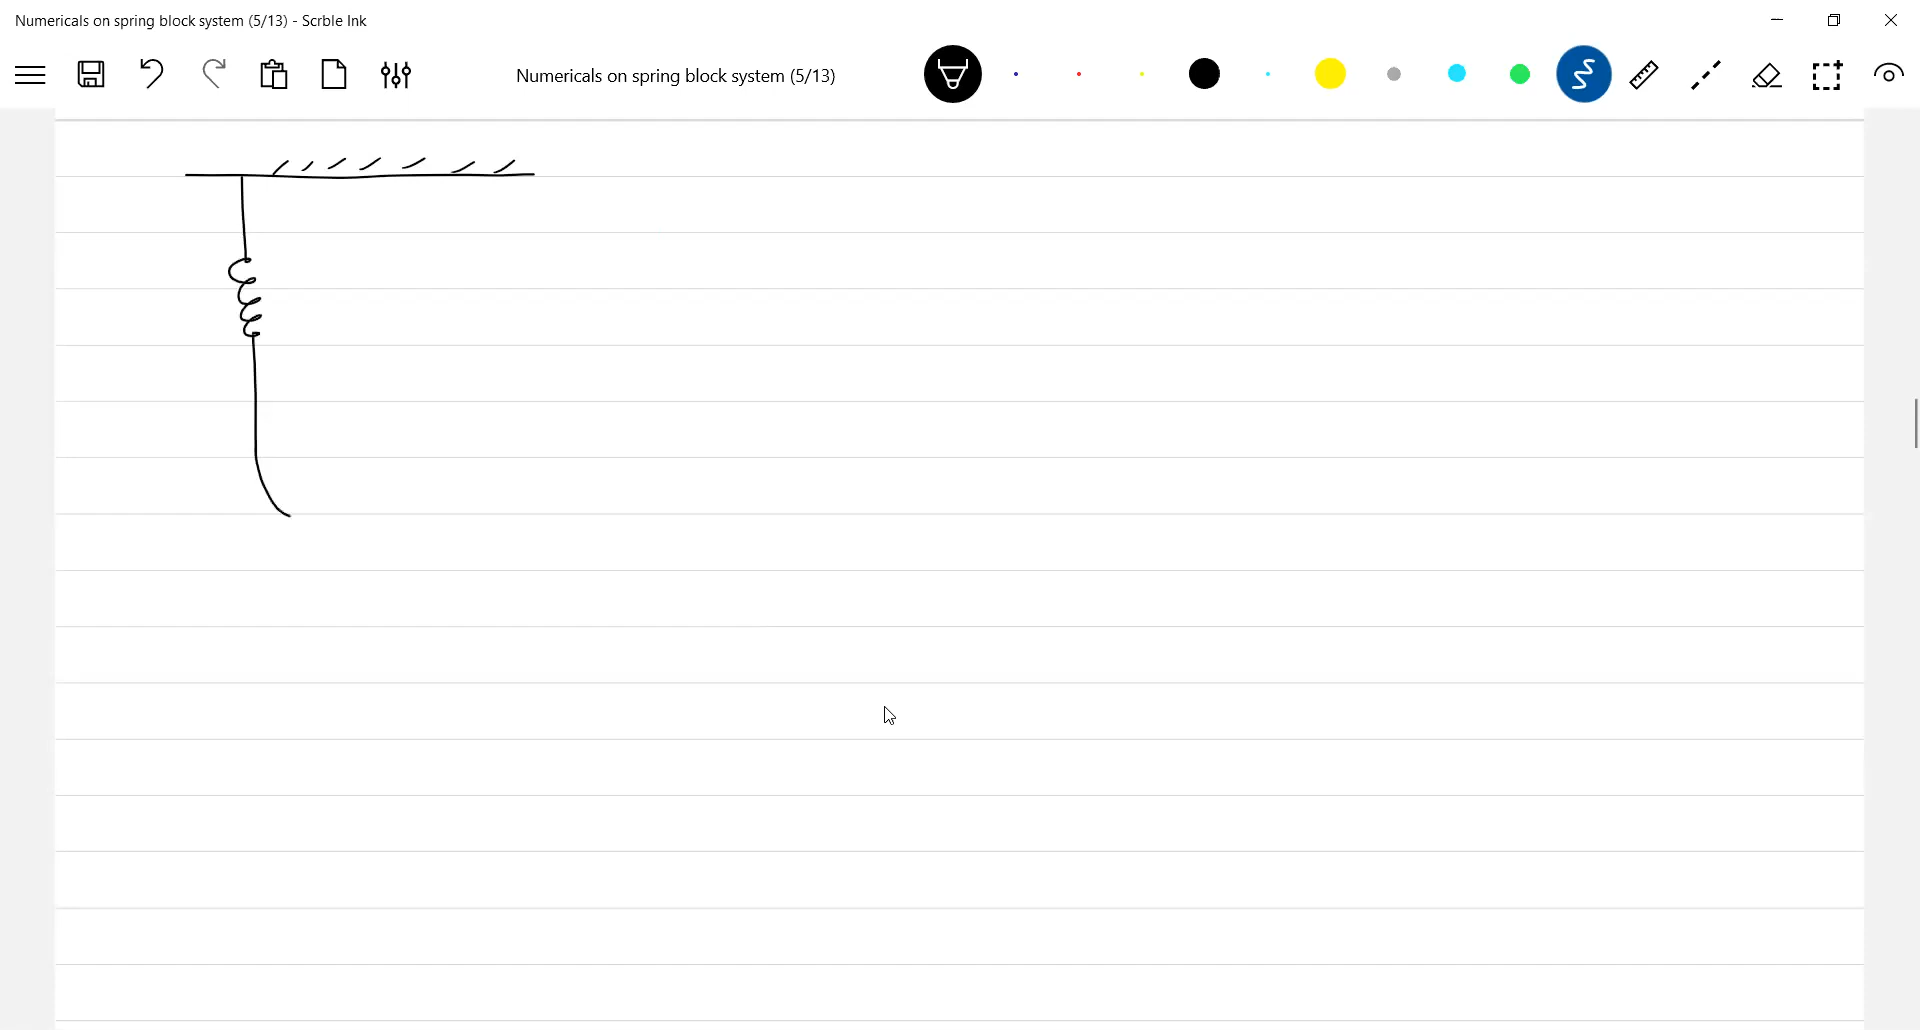 Numericals on spring block system (5/13) - Scrble Ink
Numericals on spring block system (5/13)